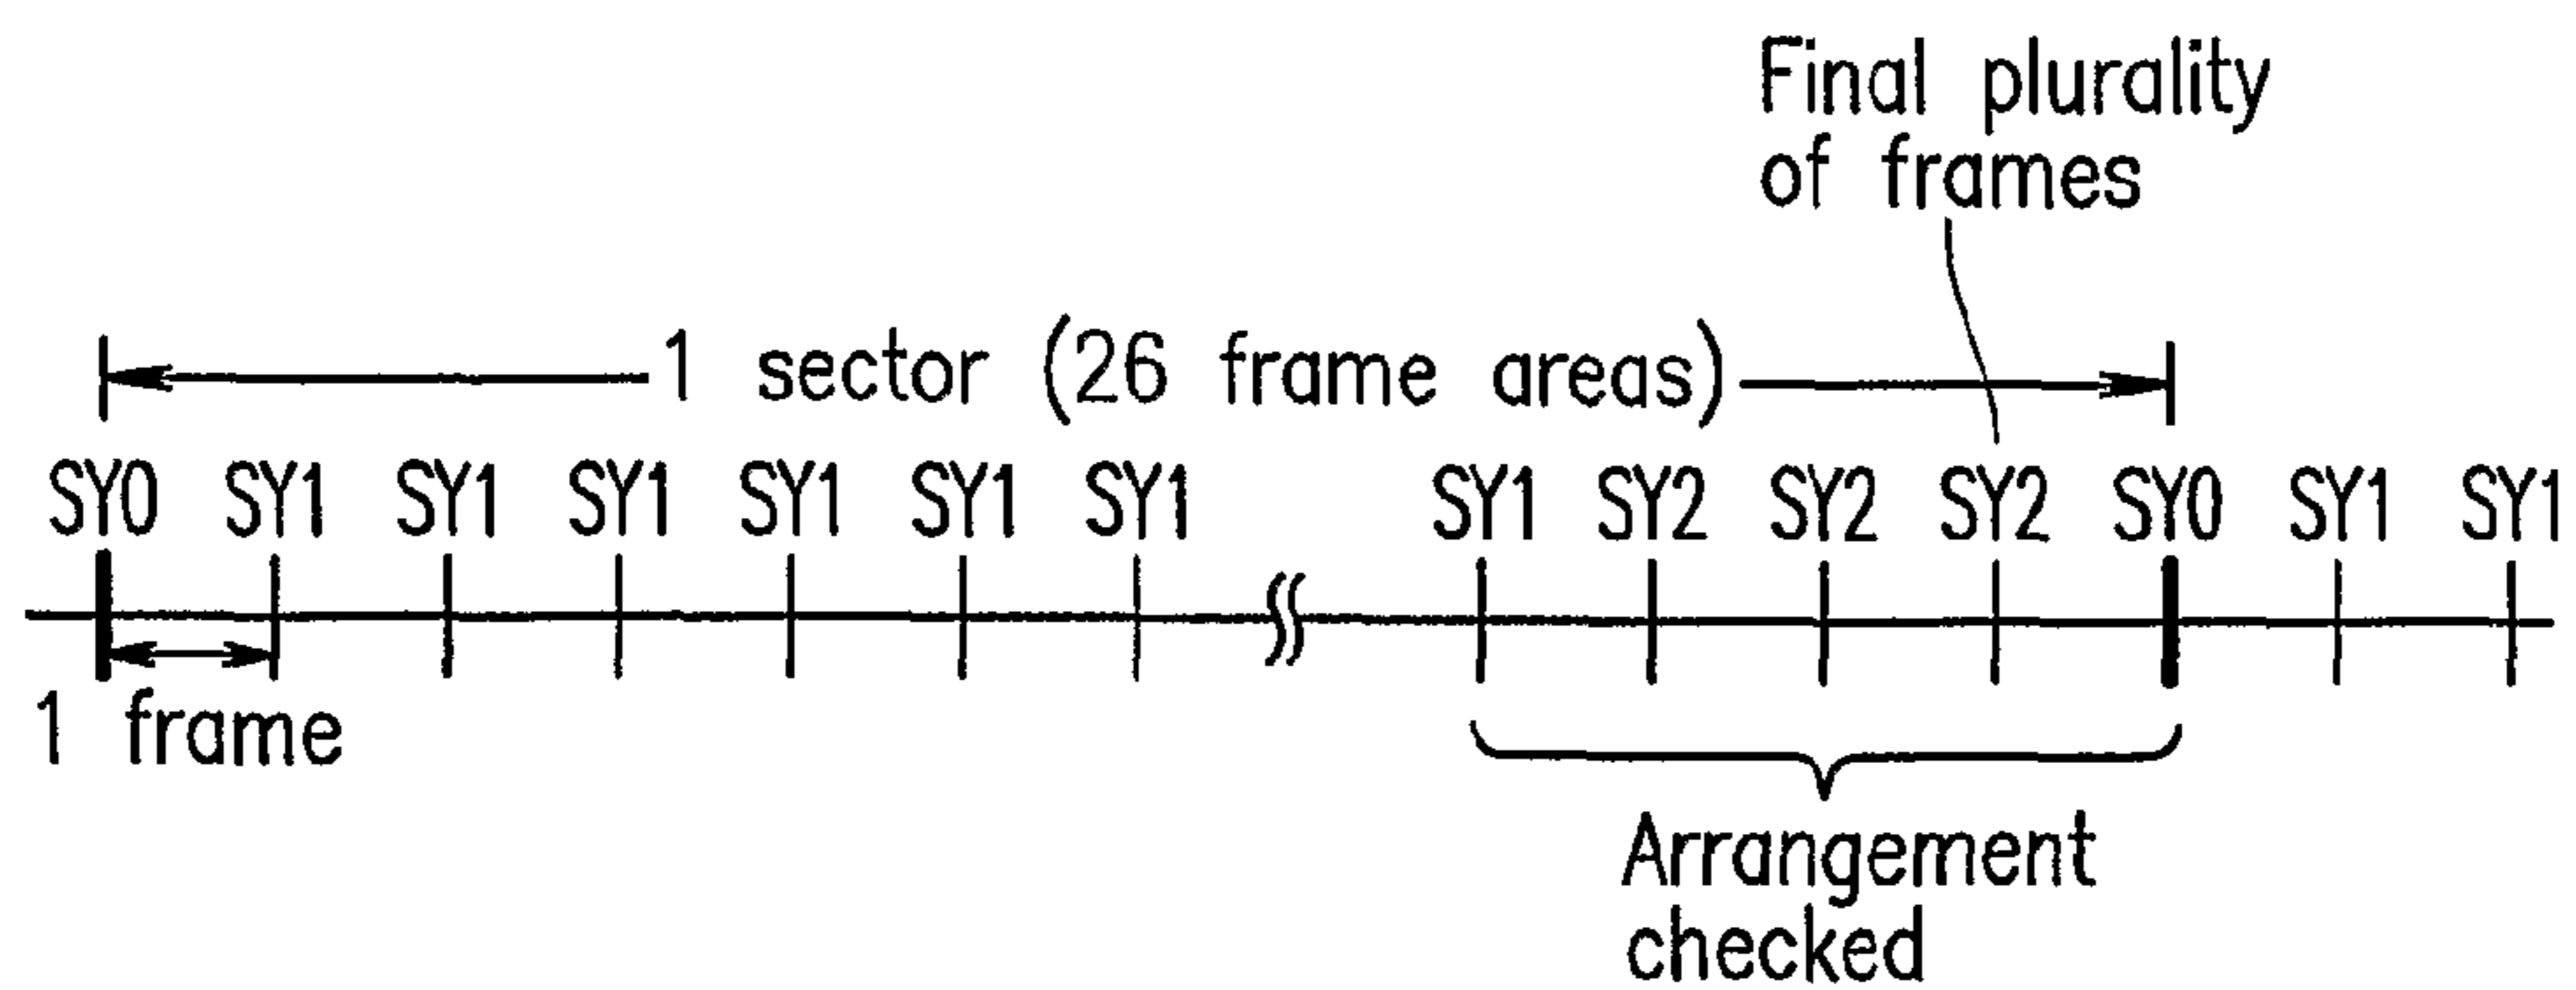 Final plurality
of frames
1 sector (26 frame areas)
SY0 SY1 SY1 SY1 SY1 SY1 SY1 SY1 SY2 SY2 SY2 SY0 SY1 SY1
1 frame
Arrangement
checked